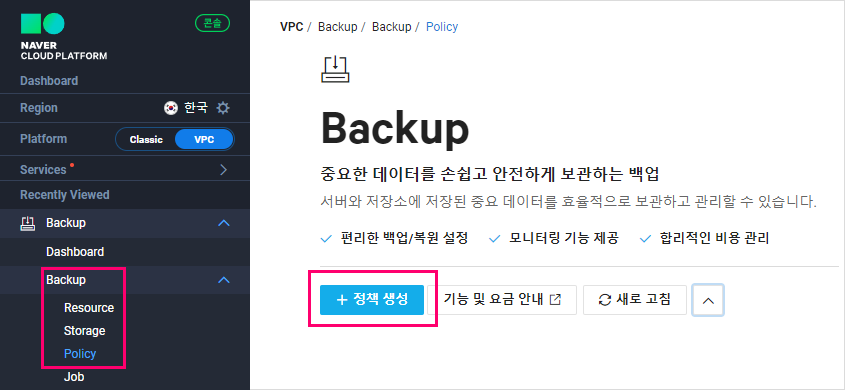 콘솔
NAVER
CLOUD PLATFORM
Dashboard
Region 한국
Platform Classic VPC
Services
Recently Viewed
Backup
Dashboard
Backup
Resource
Storage
Policy
Job
VPC / Backup / Backup / Policy
Backup
중요한 데이터를 손쉽고 안전하게 보관하는 백업
서버와 저장소에 저장된 중요 데이터를 효율적으로 보관하고 관리할 수 있습니다.
편리한 백업/복원 설정 모니터링 기능 제공 합리적인 비용 관리
+ 정책 생성 기능 및 요금 안내 새로 고침